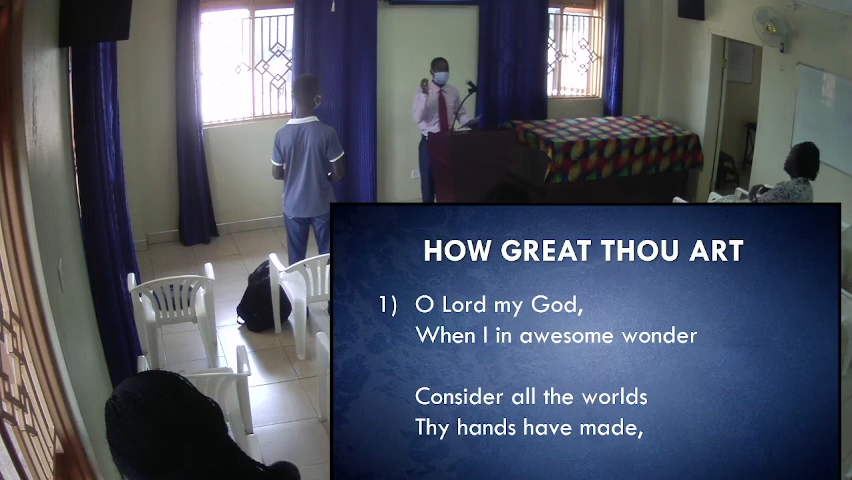 HOW GREAT THOU ART
1) O Lord my God,
When I in awesome wonder
Consider all the worlds
Thy hands have made,